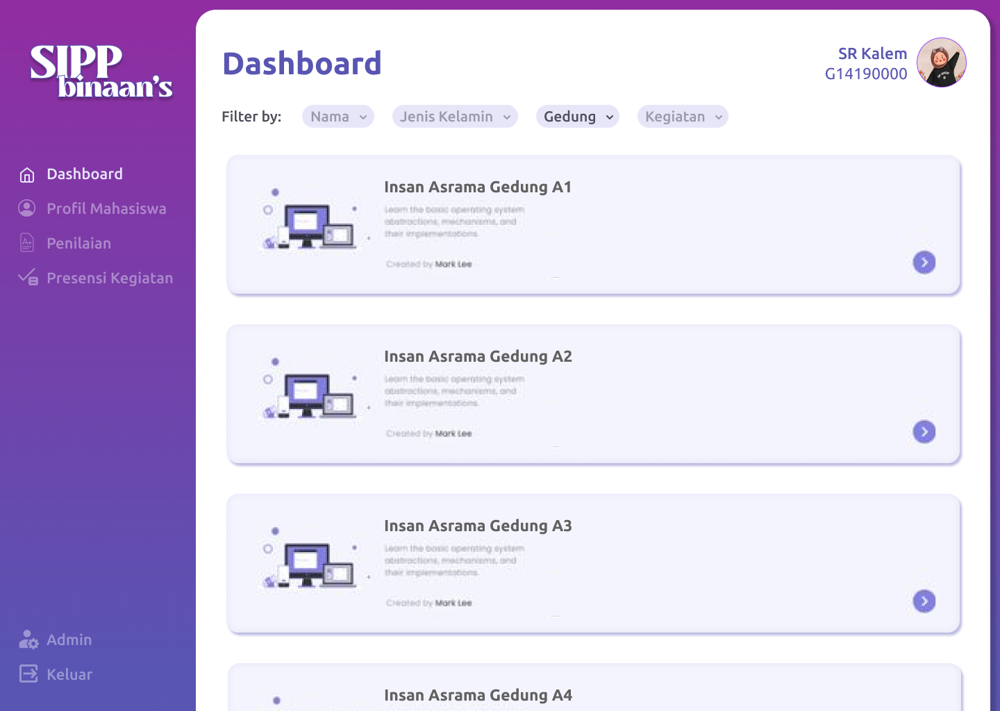 SIPP
binaan's
Dashboard
Profil Mahasiswa
Penilaian
Presensi Kegiatan
Admin
Keluar
Dashboard
SR Kalem
G14190000
Filter by:
Nama
Jenis Kelamin
Gedung
Kegiatan
Insan Asrama Gedung A1
Learn the basic operating system
abstractions, mechanisms, and
their implementations.
Created by Mark Lee
Insan Asrama Gedung A2
Learn the basic operating system
abstractions, mechanisms, and
their implementations.
Created by Mark Lee
Insan Asrama Gedung A3
Learn the basic operating system
abstractions, mechanisms, and
their implementations.
Created by Mark Lee
Insan Asrama Gedung A4